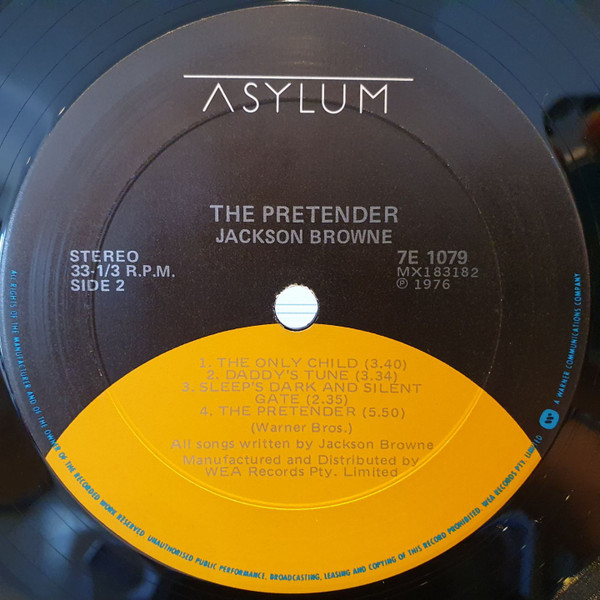 ASYLUM
THE PRETENDER
JACKSON BROWNE
STEREO
33-1/3 R.P.M.
SIDE 2
7E 1079
MX183182
Ⓟ 1976
1. THE ONLY CHILD (3.40)
2. DADDY'S TUNE (3.34)
3. SLEEP'S DARK AND SILENT
GATE (2.35)
4. THE PRETENDER (5.50)
(Warner Bros.)
All songs written by Jackson Browne
Manufactured and Distributed by
WEA Records Pty. Limited
ALL RIGHTS OF THE MANUFACTURER AND OF THE OWNER OF THE RECORDED WORK RESERVED. UNAUTHORISED PUBLIC PERFORMANCE, BROADCASTING, LEASING AND COPYING OF THIS RECORD PROHIBITED. WEA RECORDS PTY. LIMITED
A WARNER COMMUNICATIONS COMPANY